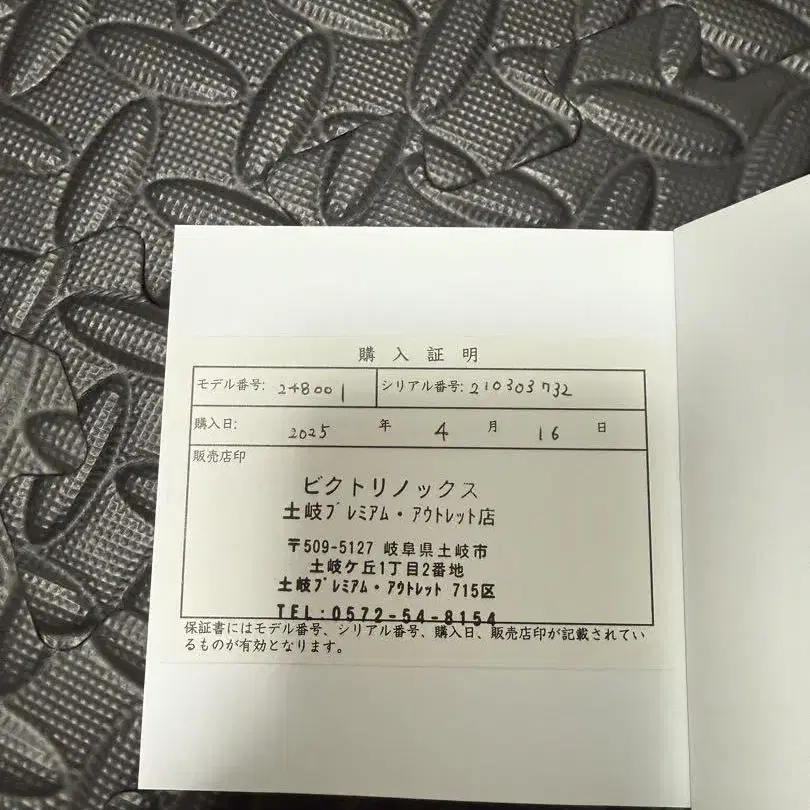 購入証明
モデル番号: 248001 シリアル番号: 210303732
購入日: 2025 年 4 月 16 日
販売店印
ビクトリノックス
土岐プレミアム・アウトレット店
〒509-5127 岐阜県土岐市
土岐ケ丘1丁目2番地
土岐プレミアム・アウトレット 715区
TEL:0572-54-8154
保証書にはモデル番号、シリアル番号、購入日、販売店印が記載されてい
るものが有効となります。